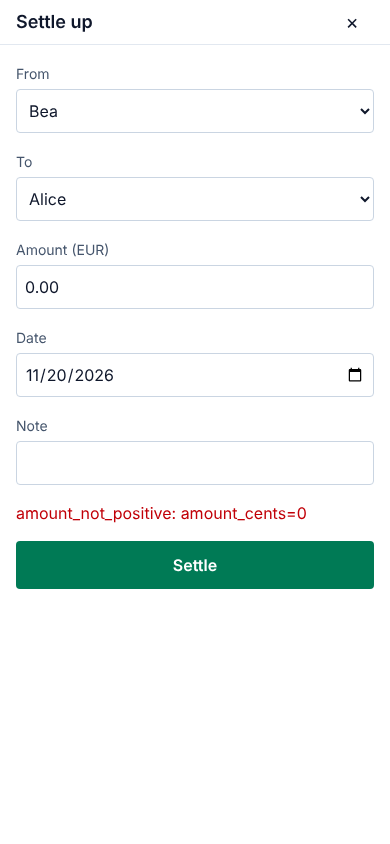 Settle up
×
From
Bea
To
Alice
Amount (EUR)
0.00
Date
11/20/2026
Note
amount_not_positive: amount_cents=0
Settle